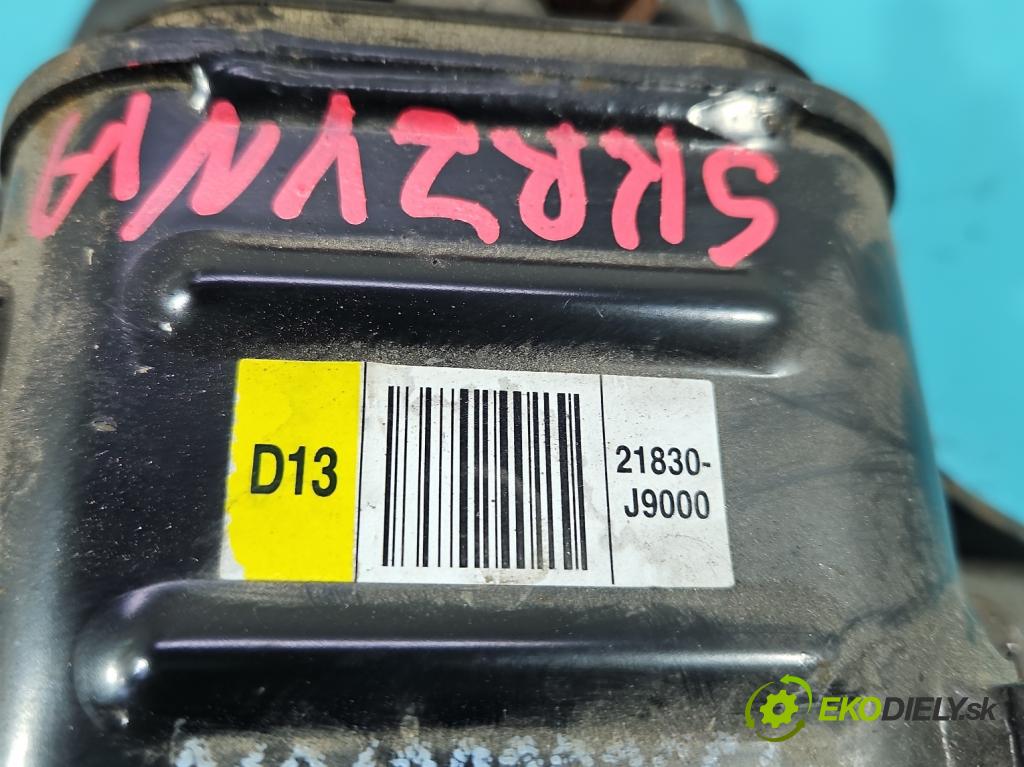 SKRZYNIA
D13
21830-
J9000
EKODIELY.sk